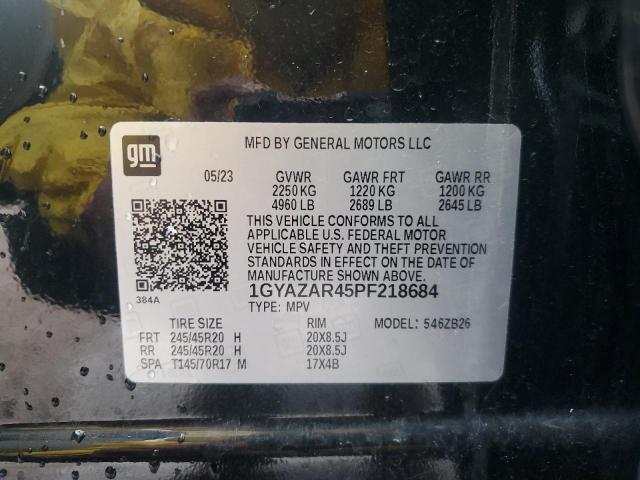 gm
MFD BY GENERAL MOTORS LLC
05/23 GVWR GAWR FRT GAWR RR
2250 KG 1220 KG 1200 KG
4960 LB 2689 LB 2645 LB
THIS VEHICLE CONFORMS TO ALL
APPLICABLE U.S. FEDERAL MOTOR
VEHICLE SAFETY AND THEFT PREVENTION
STANDARDS IN EFFECT ON THE DATE OF
MANUFACTURE SHOWN ABOVE.
384A
1GYAZAR45PF218684
TYPE: MPV
TIRE SIZE RIM MODEL: 546ZB26
FRT 245/45R20 H 20X8.5J
RR 245/45R20 H 20X8.5J
SPA T145/70R17 M 17X4B